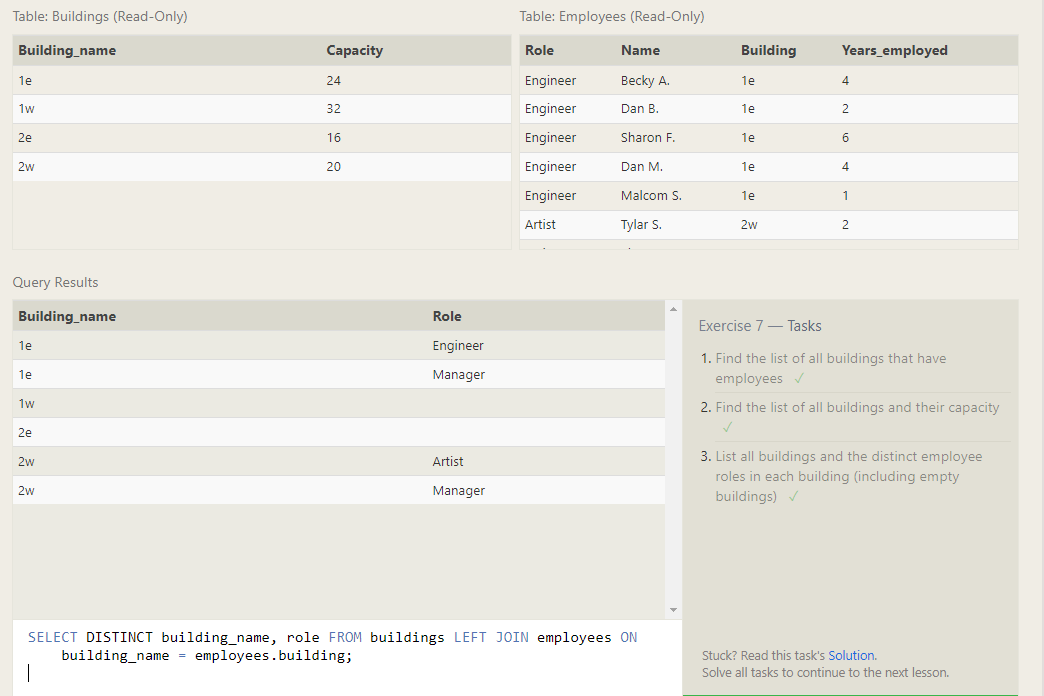 Table: Buildings (Read-Only)
Building_name Capacity
1e 24
1w 32
2e 16
2w 20
Table: Employees (Read-Only)
Role Name Building Years_employed
Engineer Becky A. 1e 4
Engineer Dan B. 1e 2
Engineer Sharon F. 1e 6
Engineer Dan M. 1e 4
Engineer Malcom S. 1e 1
Artist Tylar S. 2w 2
Query Results
Building_name Role
1e Engineer
1e Manager
1w
2e
2w Artist
2w Manager
SELECT DISTINCT building_name, role FROM buildings LEFT JOIN employees ON
building_name = employees.building;
Exercise 7 — Tasks
1. Find the list of all buildings that have
employees ✓
2. Find the list of all buildings and their capacity
✓
3. List all buildings and the distinct employee
roles in each building (including empty
buildings) ✓
Stuck? Read this task's Solution.
Solve all tasks to continue to the next lesson.